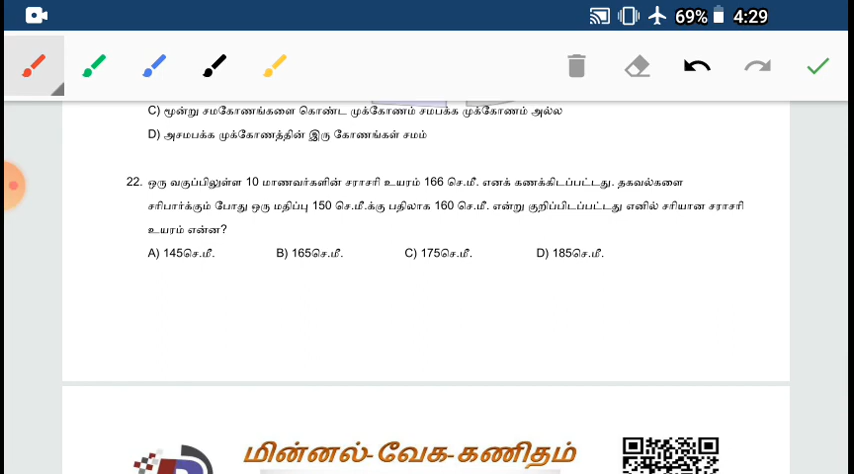 69% 4:29
C) மூன்று சமகோணங்களை கொண்ட முக்கோணம் சமபக்க முக்கோணம் அல்ல
D) அசமபக்க முக்கோணத்தின் இரு கோணங்கள் சமம்
22. ஒரு வகுப்பிலுள்ள 10 மாணவர்களின் சராசரி உயரம் 166 செ.மீ. எனக் கணக்கிடப்பட்டது. தகவல்களை
சரிபார்க்கும் போது ஒரு மதிப்பு 150 செ.மீ.க்கு பதிலாக 160 செ.மீ. என்று குறிப்பிடப்பட்டது எனில் சரியான சராசரி
உயரம் என்ன?
A) 145செ.மீ. B) 165செ.மீ. C) 175செ.மீ. D) 185செ.மீ.
மின்னல்-வேக-கணிதம்